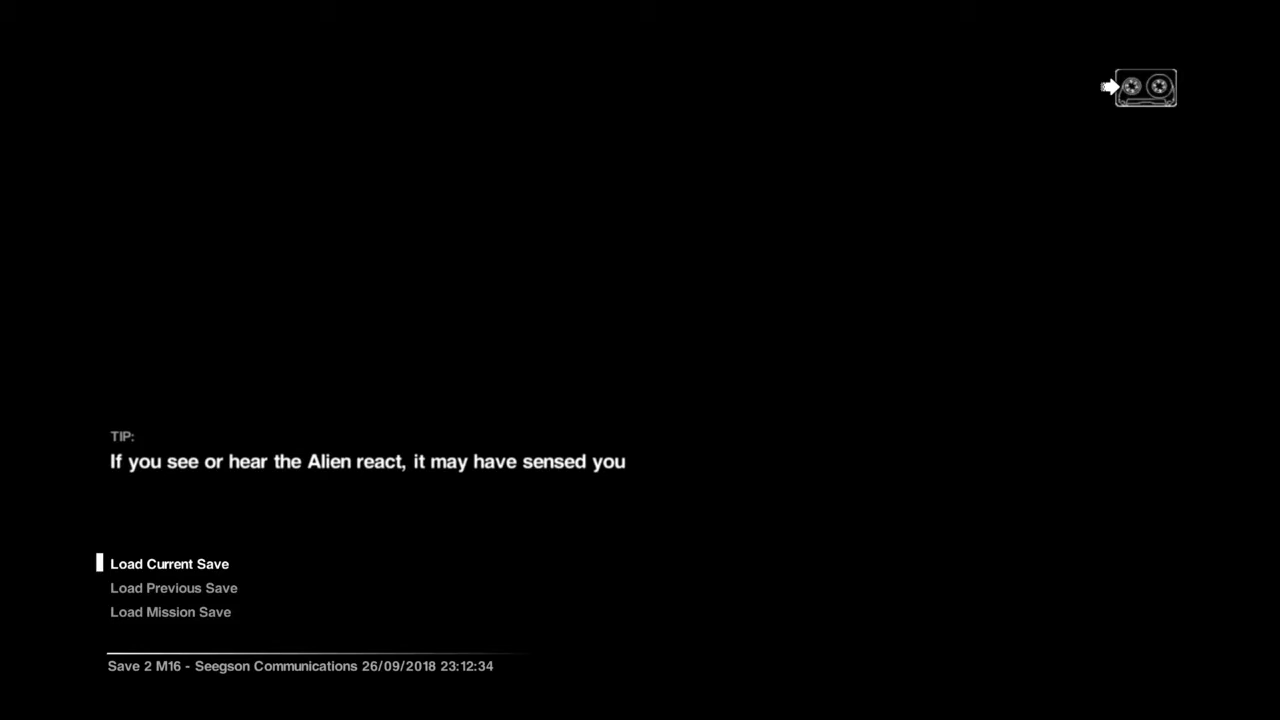 TIP:
If you see or hear the Alien react, it may have sensed you
Load Current Save
Load Previous Save
Load Mission Save
Save 2 M16 - Seegson Communications 26/09/2018 23:12:34